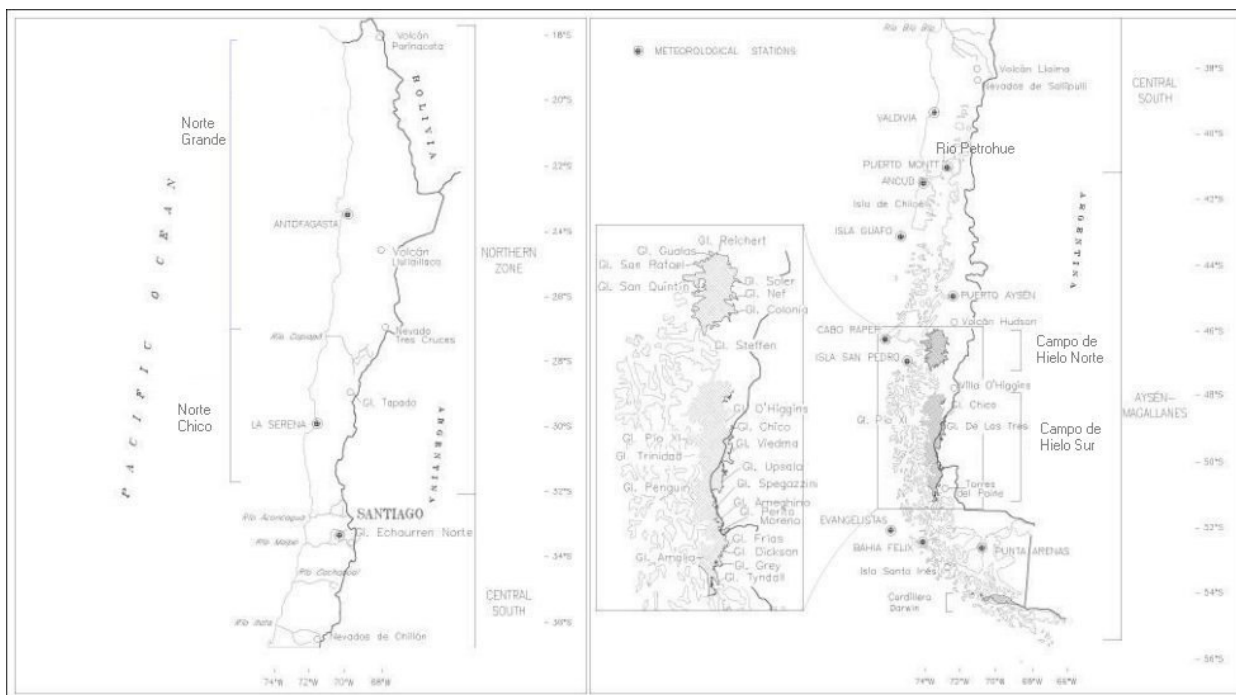 Volcán
Parinacota
BOLIVIA
Norte
Grande
PACIFIC OCEAN
ANTOFAGASTA
Volcán
Llullaillaco
NORTHERN
ZONE
Nevado
Tres Cruces
Río Copiapó
Gl. Tapado
Norte
Chico
LA SERENA
ARGENTINA
Río Aconcagua
SANTIAGO
Gl. Echaurren Norte
Río Maipo
Río Cachapoal
CENTRAL
SOUTH
Río Itata
Nevados de Chillán
- 18°S
- 20°S
- 22°S
- 24°S
- 26°S
- 28°S
- 30°S
- 32°S
- 34°S
- 36°S
74°W
72°W
70°W
68°W
METEOROLOGICAL STATIONS
Río Bío Bío
Volcán Llaima
Nevados de Sollipulli
CENTRAL
SOUTH
VALDIVIA
Rio Petrohue
PUERTO MONTT
ANCUD
Isla de Chiloé
ISLA GUAFO
ARGENTINA
PUERTO AYSÉN
Volcán Hudson
CABO RAPER
ISLA SAN PEDRO
Campo de
Hielo Norte
Villa O'Higgins
Gl. Chico
Gl. Pío XI
Gl. De Los Tres
Campo de
Hielo Sur
AYSÉN-
MAGALLANES
Torres
del Paine
EVANGELISTAS
BAHIA FELIX
PUNTA ARENAS
Isla Santa Inés
Cordillera
Darwin
- 38°S
- 40°S
- 42°S
- 44°S
- 46°S
- 48°S
- 50°S
- 52°S
- 54°S
- 56°S
74°W
72°W
70°W
68°W
66°W
Gl. Reichert
Gl. Gualas
Gl. San Rafael
Gl. San Quintín
Gl. Soler
Gl. Nef
Gl. Colonia
Gl. Steffen
Gl. O'Higgins
Gl. Chico
Gl. Pío XI
Gl. Viedma
Gl. Trinidad
Gl. Upsala
Gl. Penguin
Gl. Spegazzini
Gl. Ameghino
Gl. Perito
Moreno
Gl. Frías
Gl. Dickson
Gl. Amalia
Gl. Grey
Gl. Tyndall